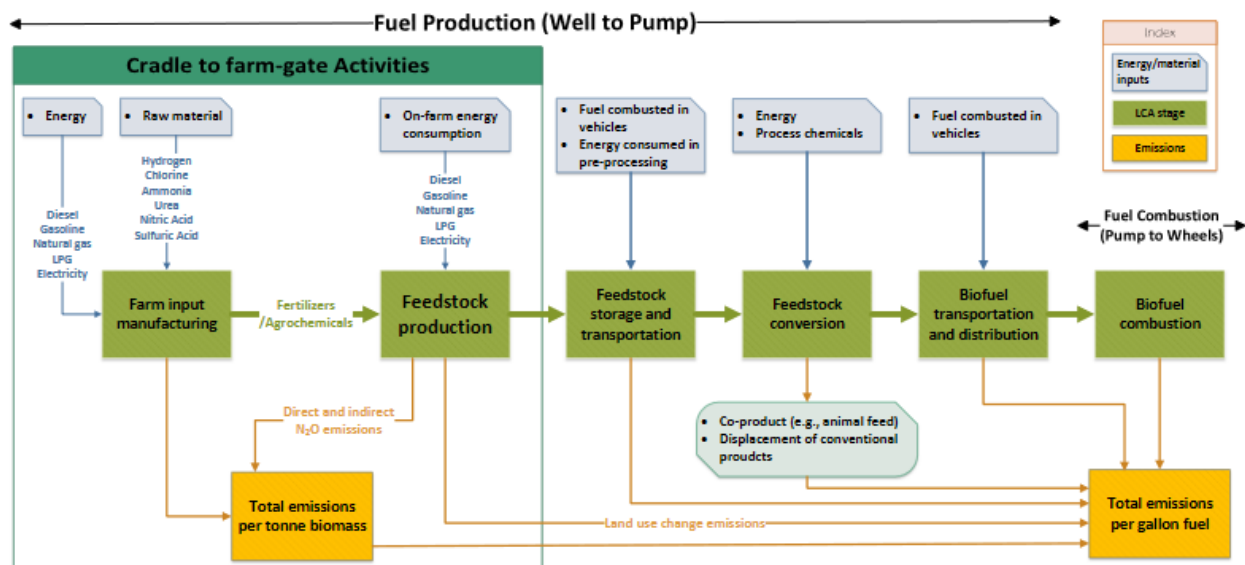 Fuel Production (Well to Pump)
Index
Energy/material
inputs
LCA stage
Emissions
Cradle to farm-gate Activities
• Energy
• Raw material
• On-farm energy
consumption
• Fuel combusted in
vehicles
• Energy consumed in
pre-processing
• Energy
• Process chemicals
• Fuel combusted in
vehicles
Hydrogen
Chlorine
Ammonia
Urea
Nitric Acid
Sulfuric Acid
Diesel
Gasoline
Natural gas
LPG
Electricity
Diesel
Gasoline
Natural gas
LPG
Electricity
Fuel Combustion
(Pump to Wheels)
Farm input
manufacturing
Fertilizers
/Agrochemicals
Feedstock
production
Feedstock
storage and
transportation
Feedstock
conversion
Biofuel
transportation
and distribution
Biofuel
combustion
Direct and indirect
N₂O emissions
• Co-product (e.g., animal feed)
• Displacement of conventional
proudcts
Total emissions
per tonne biomass
Land use change emissions
Total emissions
per gallon fuel